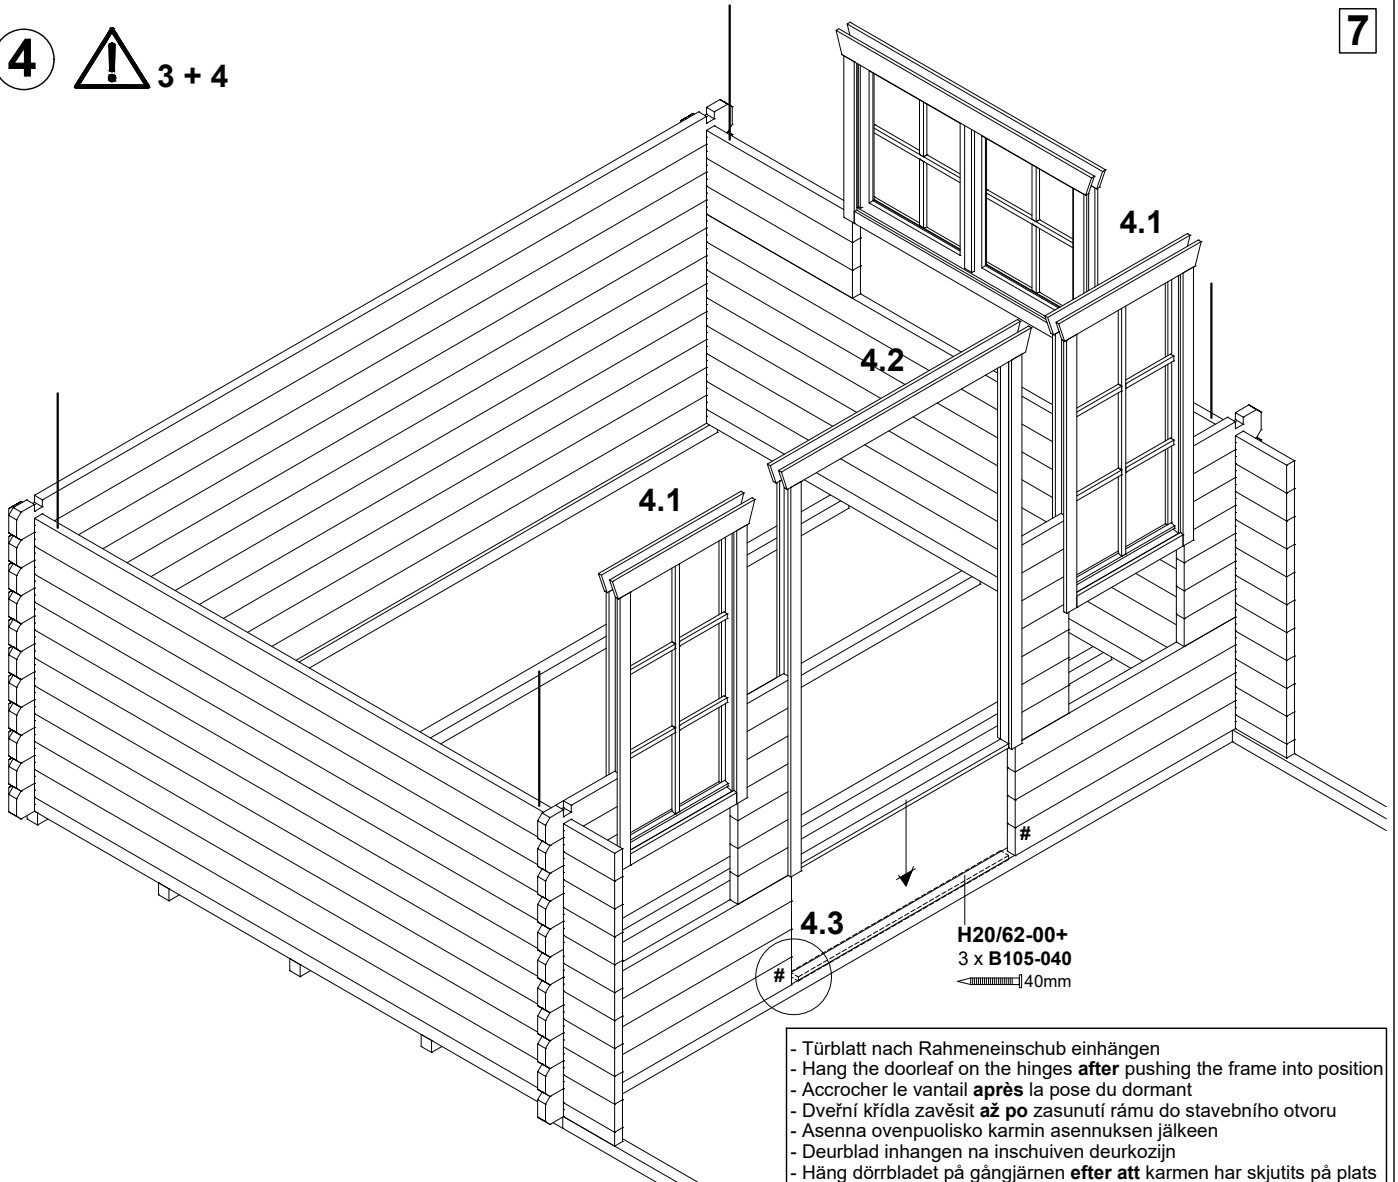 4
3 + 4
7
4.1
4.2
4.1
#
4.3
#
H20/62-00+
3 x B105-040
40mm
- Türblatt nach Rahmeneinschub einhängen
- Hang the doorleaf on the hinges after pushing the frame into position
- Accrocher le vantail après la pose du dormant
- Dveřní křídla zavěsit až po zasunutí rámu do stavebního otvoru
- Asenna ovenpuolisko karmin asennuksen jälkeen
- Deurblad inhangen na inschuiven deurkozijn
- Häng dörrbladet på gångjärnen efter att karmen har skjutits på plats